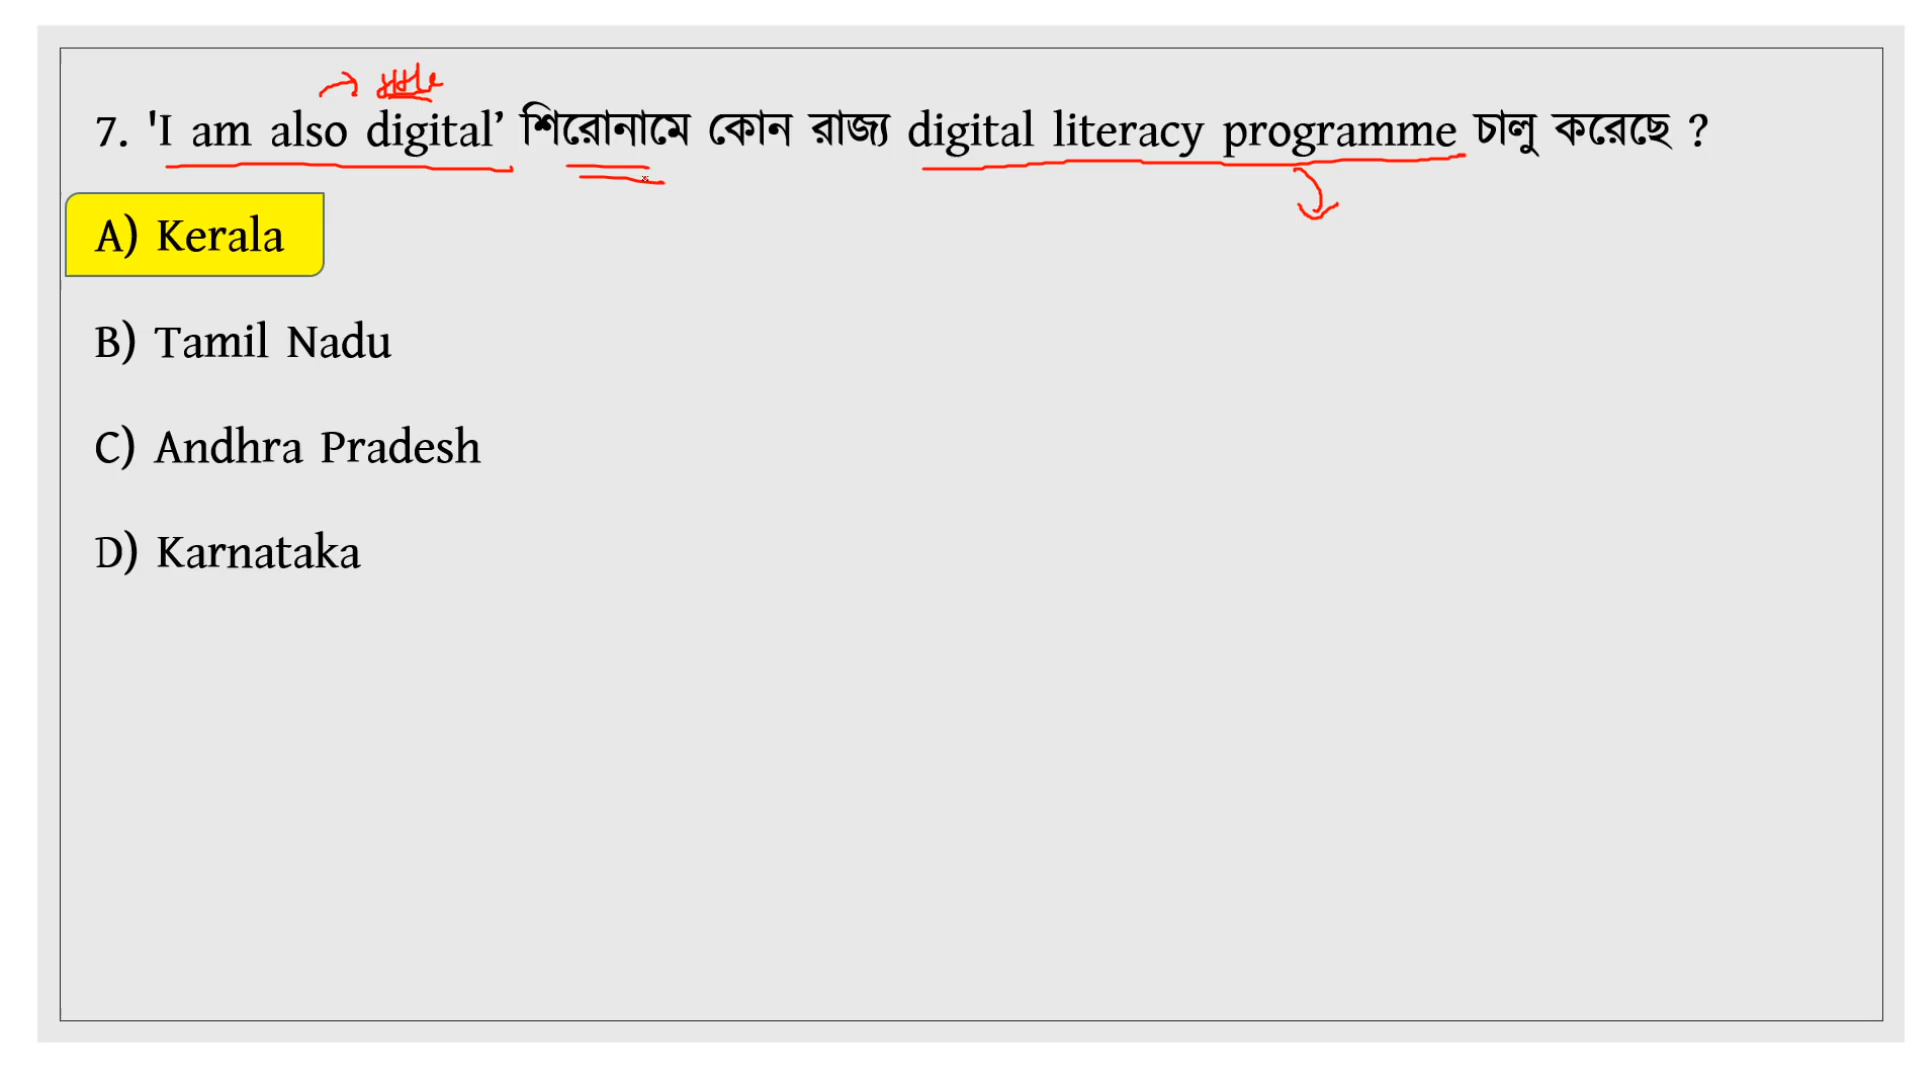 7. 'I am also digital’ শিরোনামে কোন রাজ্য digital literacy programme চালু করেছে ?
A) Kerala
B) Tamil Nadu
C) Andhra Pradesh
D) Karnataka